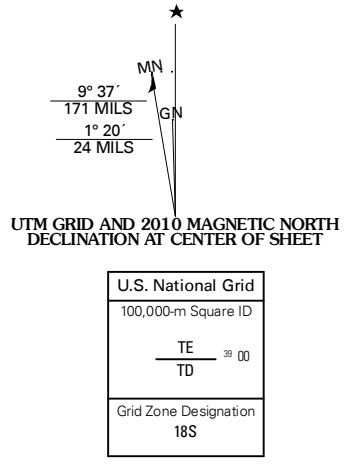 ★
MN
9° 37´
171 MILS
GN
1° 20´
24 MILS
UTM GRID AND 2010 MAGNETIC NORTH
DECLINATION AT CENTER OF SHEET
U.S. National Grid
100,000-m Square ID
TE
39 00
TD
Grid Zone Designation
18S